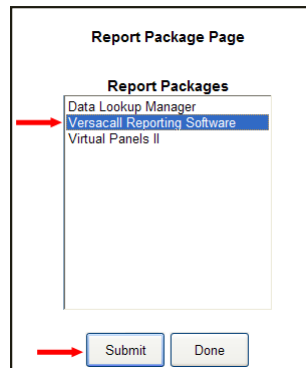 Report Package Page
Report Packages
Data Lookup Manager
Versacall Reporting Software
Virtual Panels II
Submit Done